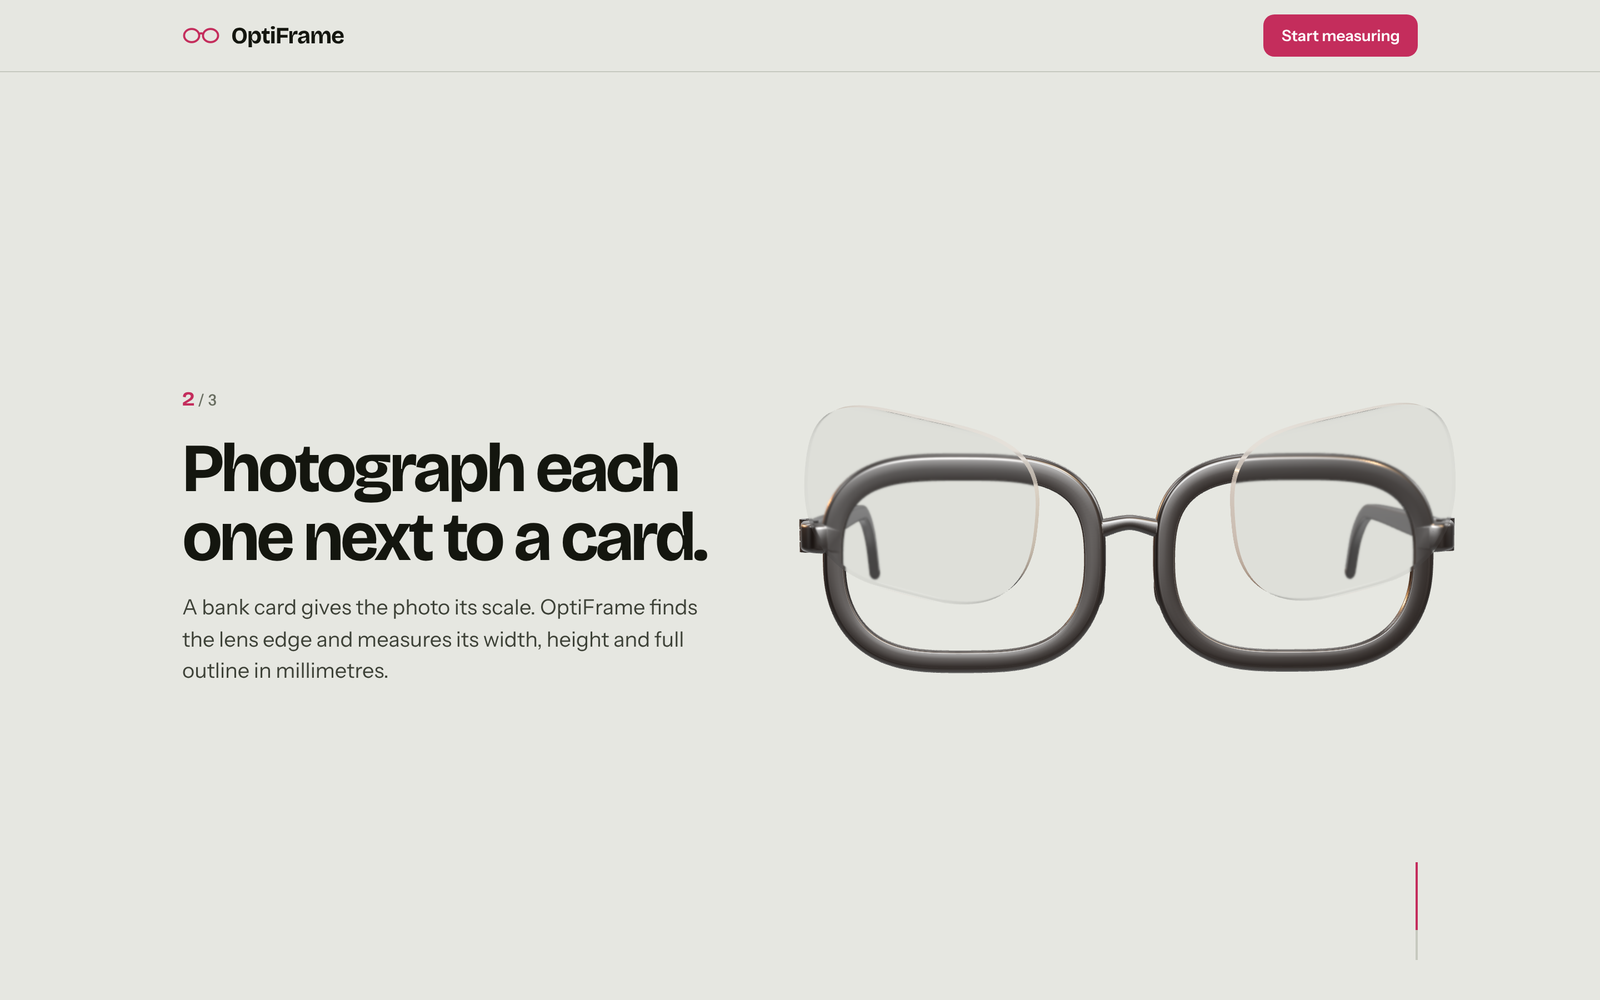 OptiFrame
Start measuring
2 / 3
Photograph each
one next to a card.
A bank card gives the photo its scale. OptiFrame finds
the lens edge and measures its width, height and full
outline in millimetres.